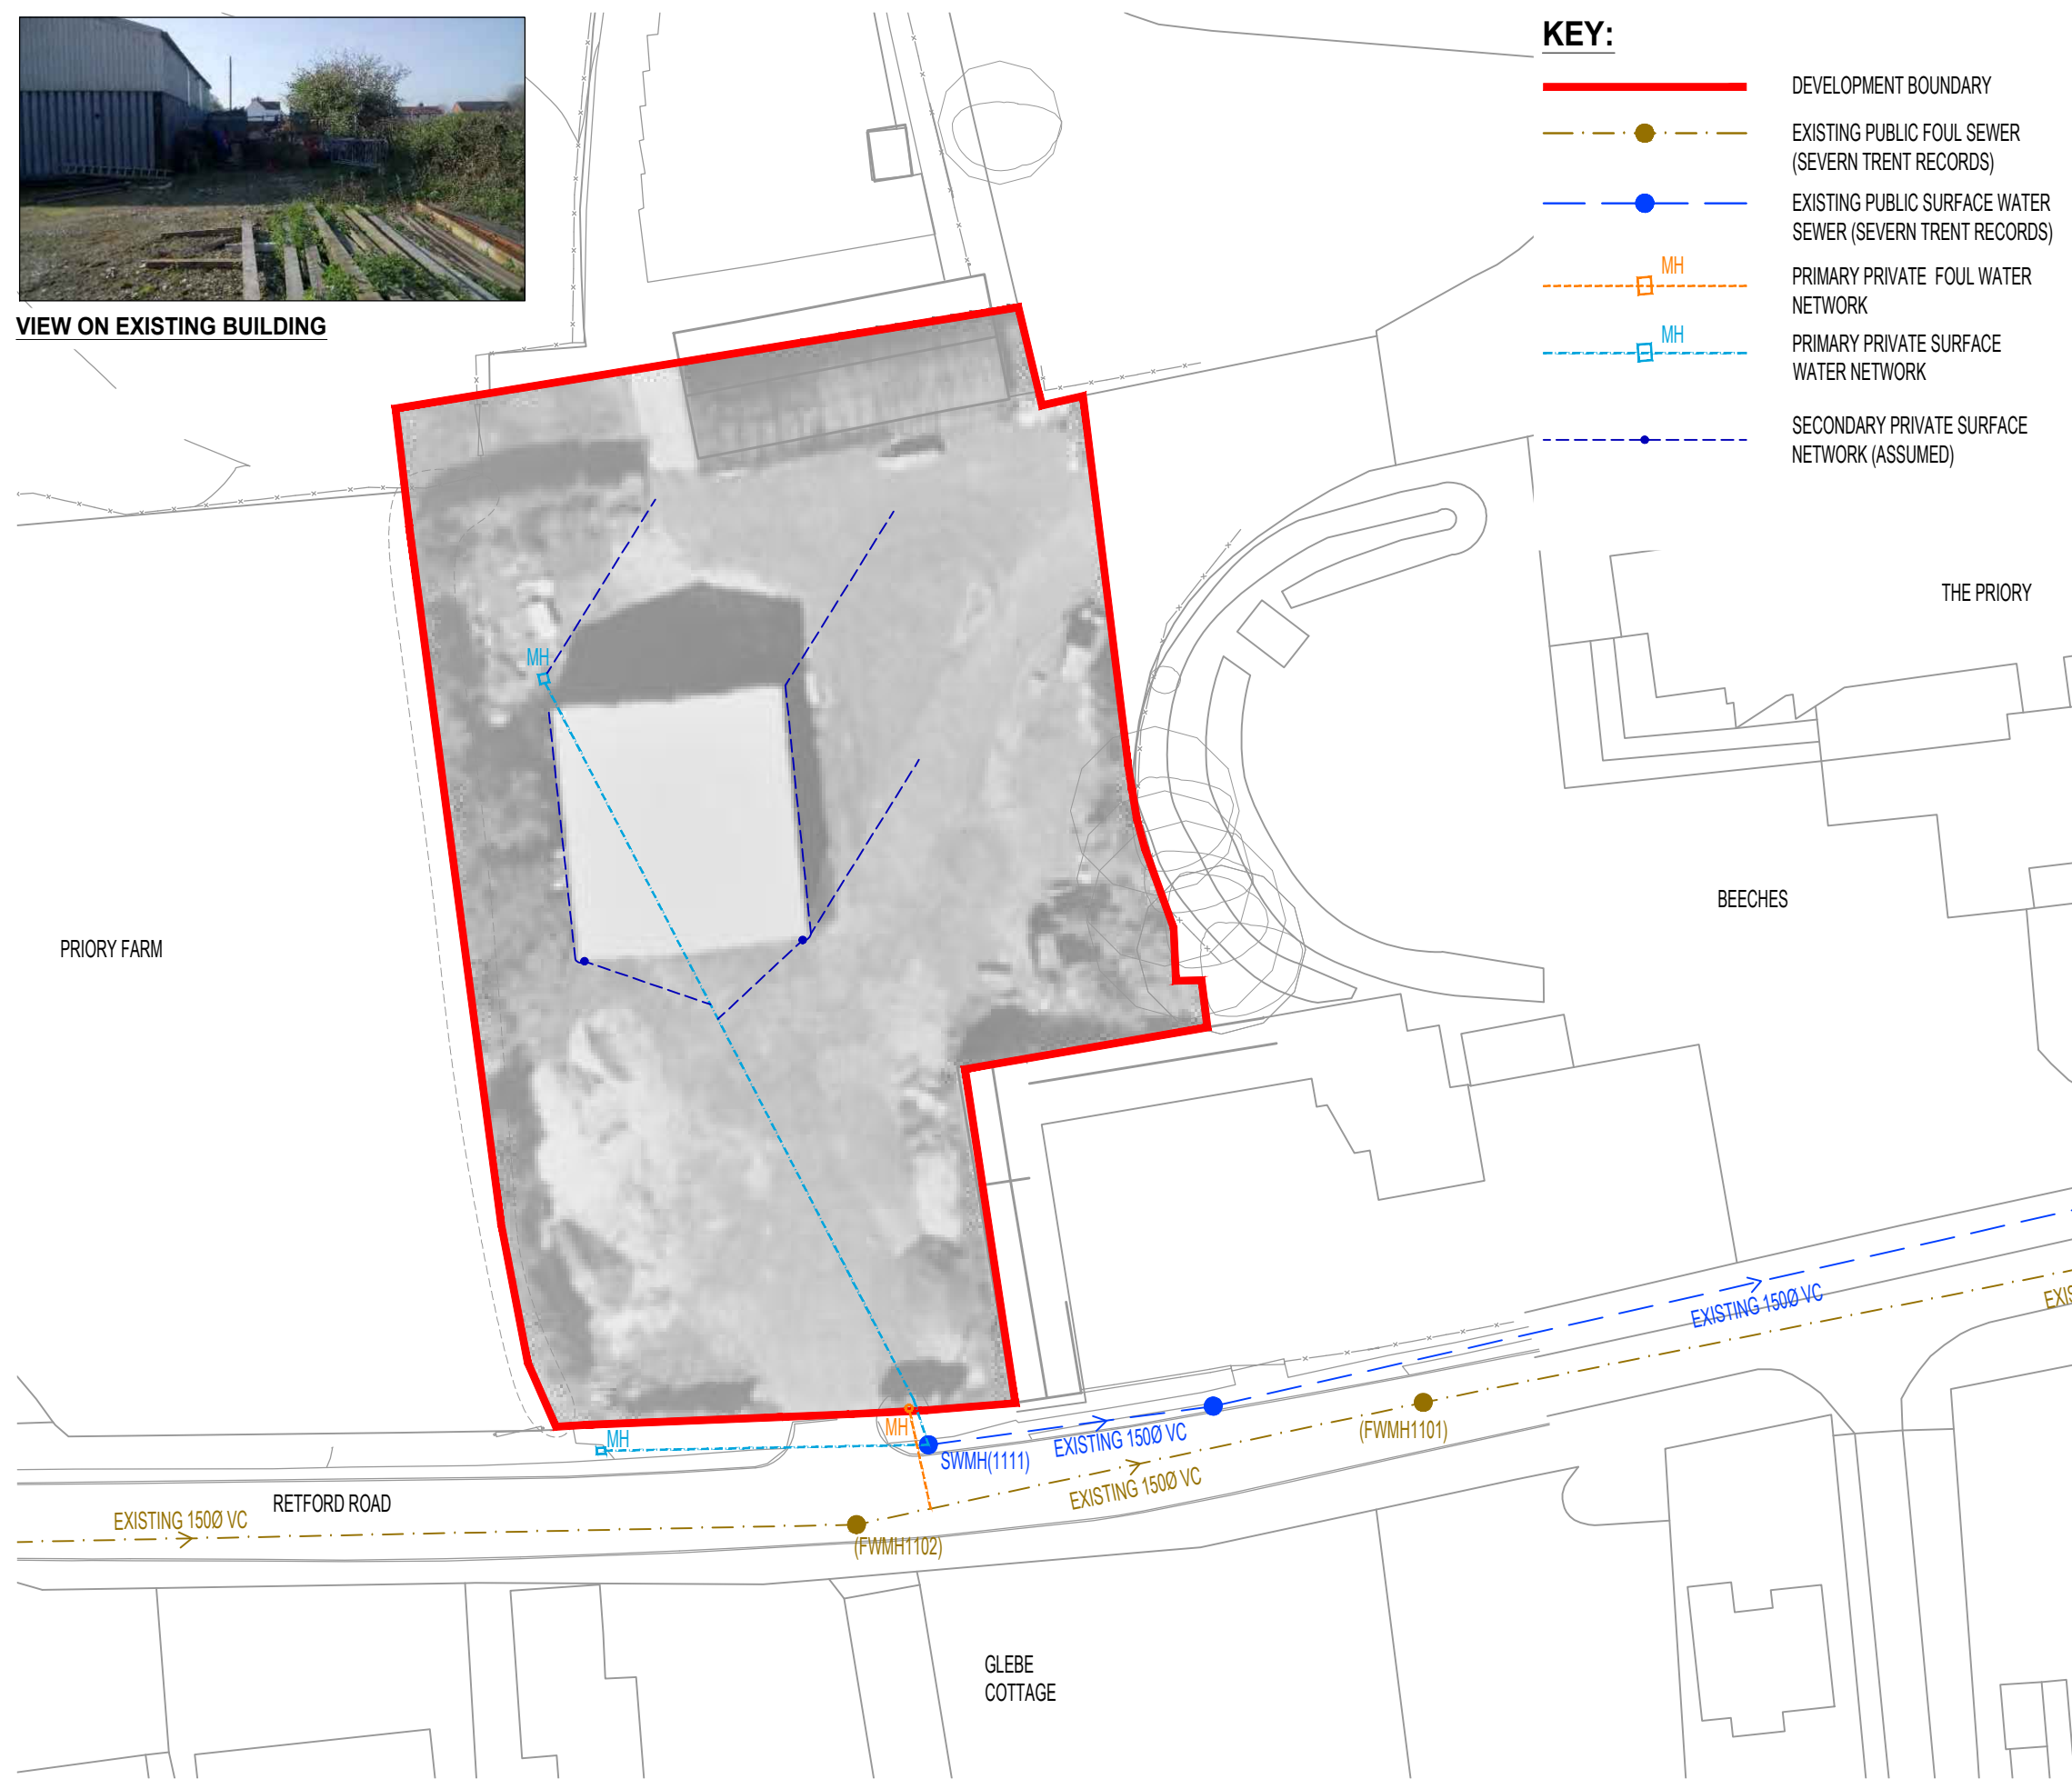 KEY:
DEVELOPMENT BOUNDARY
EXISTING PUBLIC FOUL SEWER
(SEVERN TRENT RECORDS)
EXISTING PUBLIC SURFACE WATER
SEWER (SEVERN TRENT RECORDS)
MH
PRIMARY PRIVATE FOUL WATER
NETWORK
MH
PRIMARY PRIVATE SURFACE
WATER NETWORK
SECONDARY PRIVATE SURFACE
NETWORK (ASSUMED)
VIEW ON EXISTING BUILDING
THE PRIORY
MH
BEECHES
PRIORY FARM
EXISTING 150Ø VC
EXIS
MH
MH
EXISTING 150Ø VC
SWMH(1111)
(FWMH1101)
EXISTING 150Ø VC
RETFORD ROAD
EXISTING 150Ø VC
(FWMH1102)
GLEBE
COTTAGE